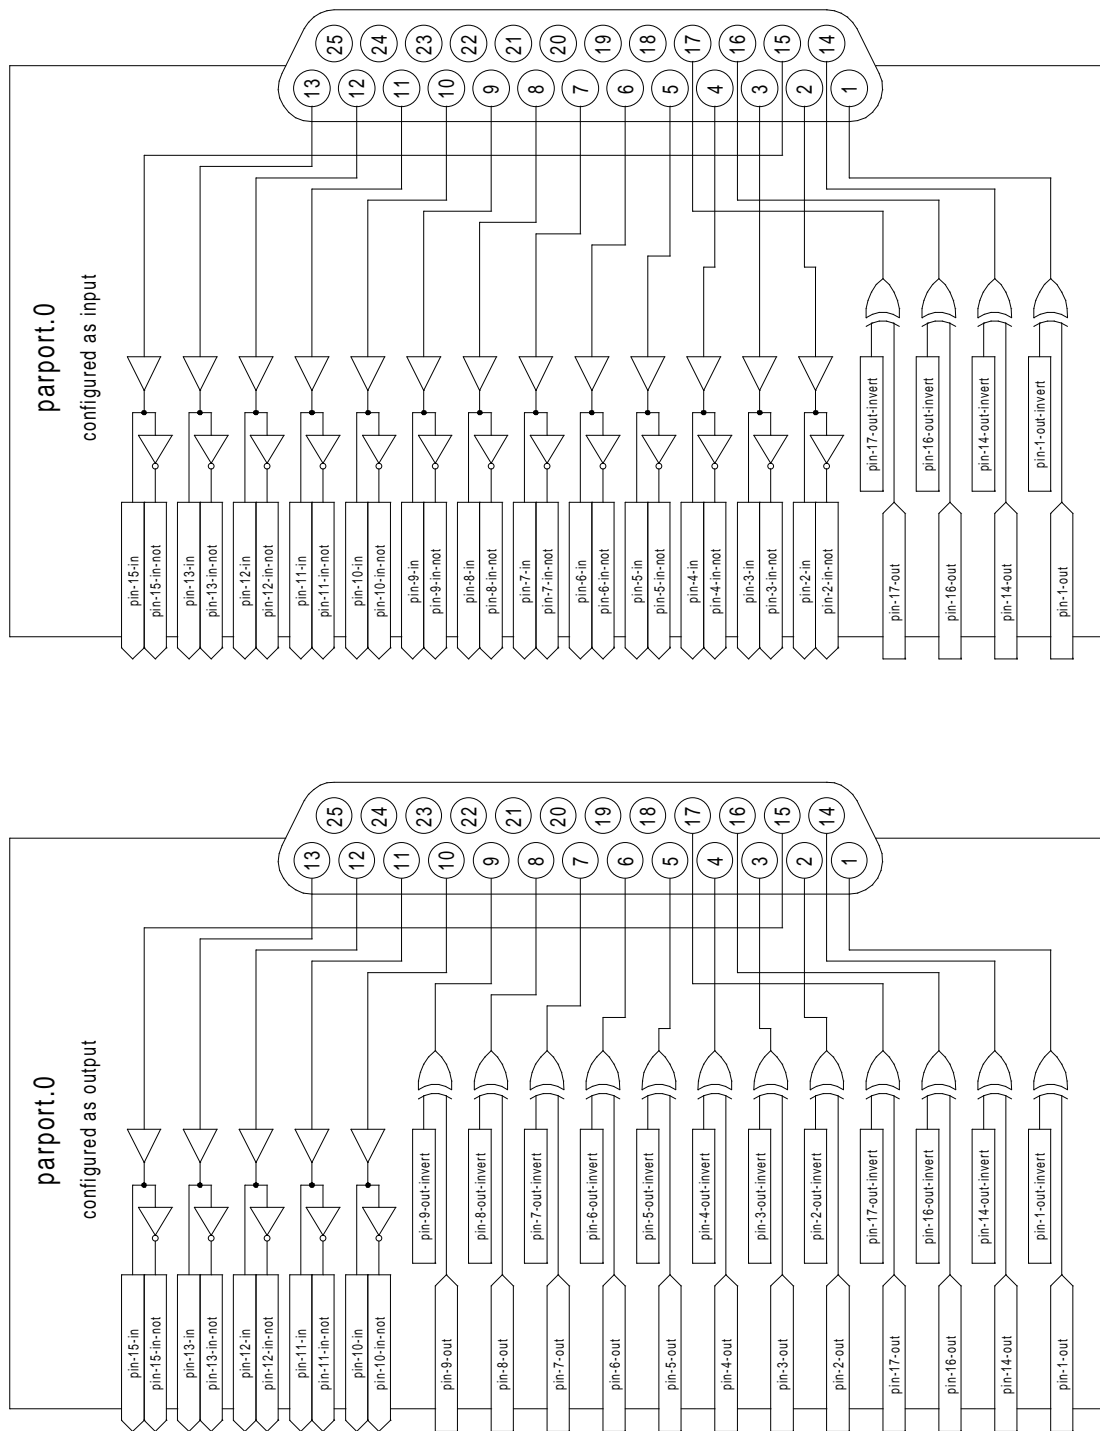 parport.0
configured as input
25
24
23
22
21
20
19
18
17
16
15
14
13
12
11
10
9
8
7
6
5
4
3
2
1
pin-15-in
pin-15-in-not
pin-13-in
pin-13-in-not
pin-12-in
pin-12-in-not
pin-11-in
pin-11-in-not
pin-10-in
pin-10-in-not
pin-9-in
pin-9-in-not
pin-8-in
pin-8-in-not
pin-7-in
pin-7-in-not
pin-6-in
pin-6-in-not
pin-5-in
pin-5-in-not
pin-4-in
pin-4-in-not
pin-3-in
pin-3-in-not
pin-2-in
pin-2-in-not
pin-17-out-invert
pin-17-out
pin-16-out-invert
pin-16-out
pin-14-out-invert
pin-14-out
pin-1-out-invert
pin-1-out
parport.0
configured as output
25
24
23
22
21
20
19
18
17
16
15
14
13
12
11
10
9
8
7
6
5
4
3
2
1
pin-15-in
pin-15-in-not
pin-13-in
pin-13-in-not
pin-12-in
pin-12-in-not
pin-11-in
pin-11-in-not
pin-10-in
pin-10-in-not
pin-9-out-invert
pin-9-out
pin-8-out-invert
pin-8-out
pin-7-out-invert
pin-7-out
pin-6-out-invert
pin-6-out
pin-5-out-invert
pin-5-out
pin-4-out-invert
pin-4-out
pin-3-out-invert
pin-3-out
pin-2-out-invert
pin-2-out
pin-17-out-invert
pin-17-out
pin-16-out-invert
pin-16-out
pin-14-out-invert
pin-14-out
pin-1-out-invert
pin-1-out